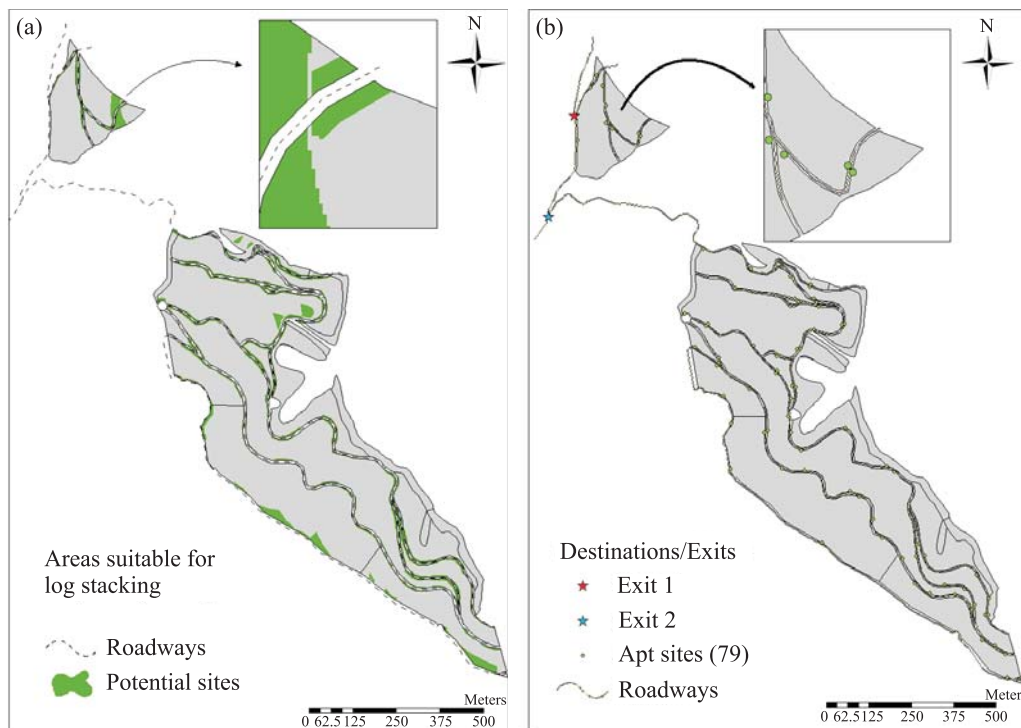 (a)
N
Areas suitable for
log stacking
Roadways
Potential sites
Meters
0 62.5 125 250 375 500
(b)
N
Destinations/Exits
Exit 1
Exit 2
Apt sites (79)
Roadways
Meters
0 62.5 125 250 375 500